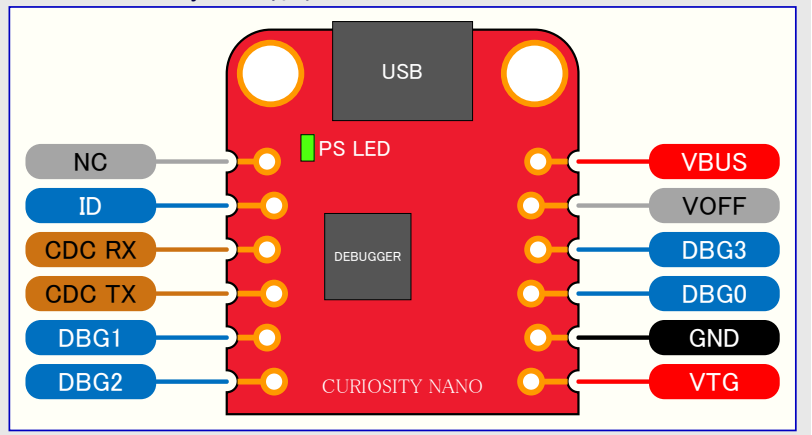 USB
PS LED
NC
VBUS
ID
VOFF
CDC RX
DEBUGGER
DBG3
CDC TX
DBG0
DBG1
GND
DBG2
CURIOSITY NANO
VTG